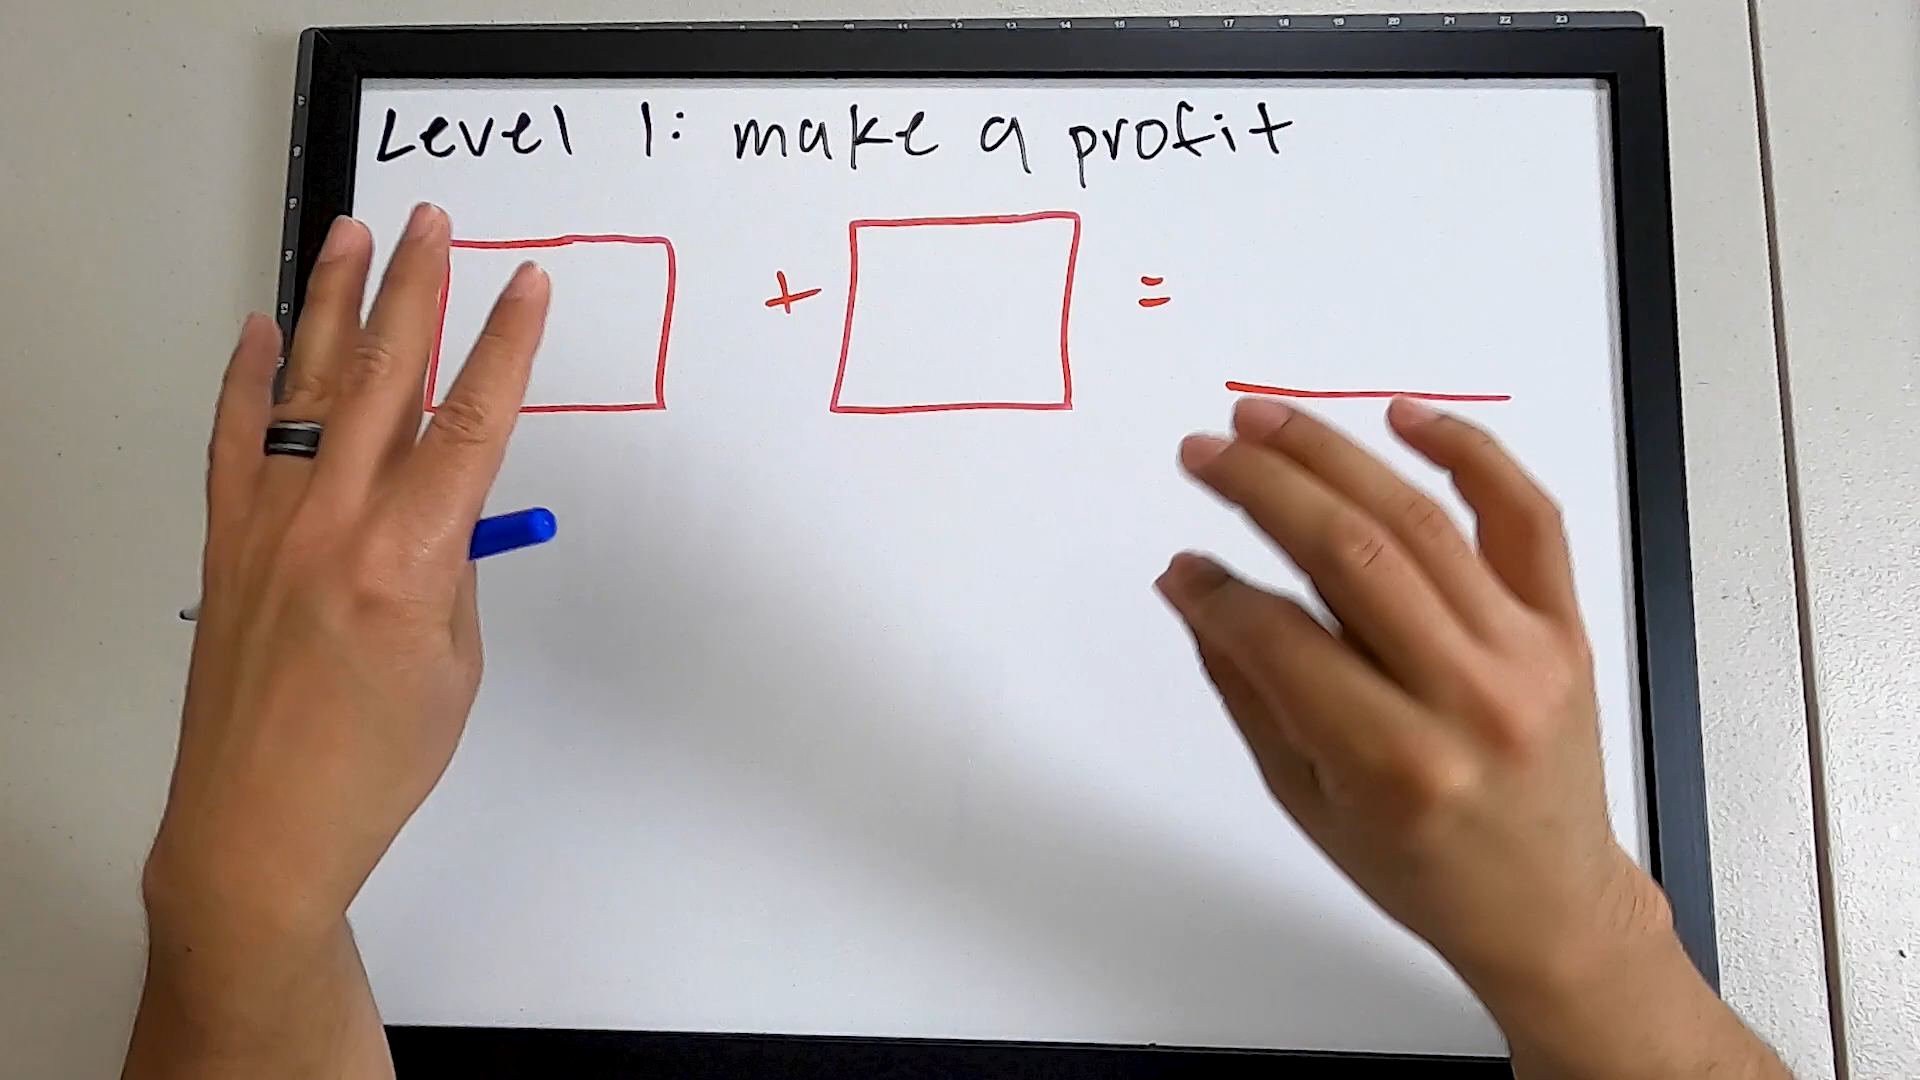 Level 1: make a profit
+ =